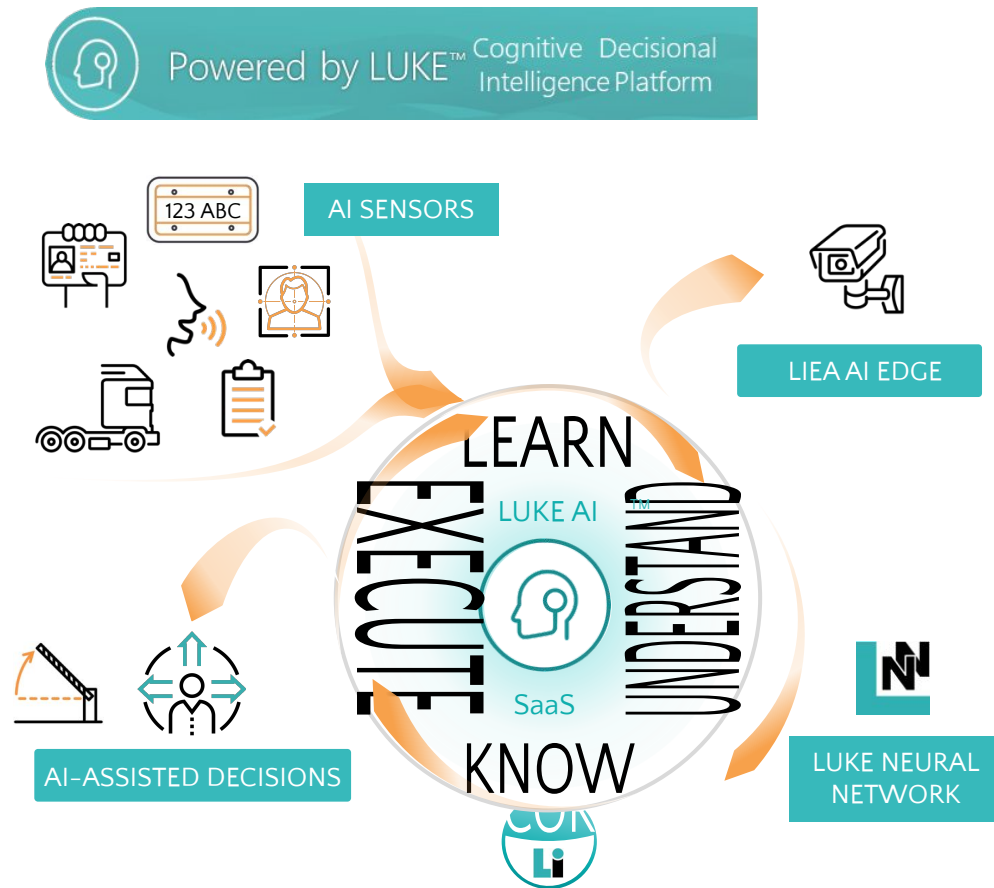 Powered by LUKE™ Cognitive Decisional
Intelligence Platform
123 ABC
AI SENSORS
LIEA AI EDGE
LEARN
EXECUTE
LUKE AI ™
UNDERSTAND
SaaS
KNOW
AI-ASSISTED DECISIONS
LNN
LUKE NEURAL
NETWORK
Li